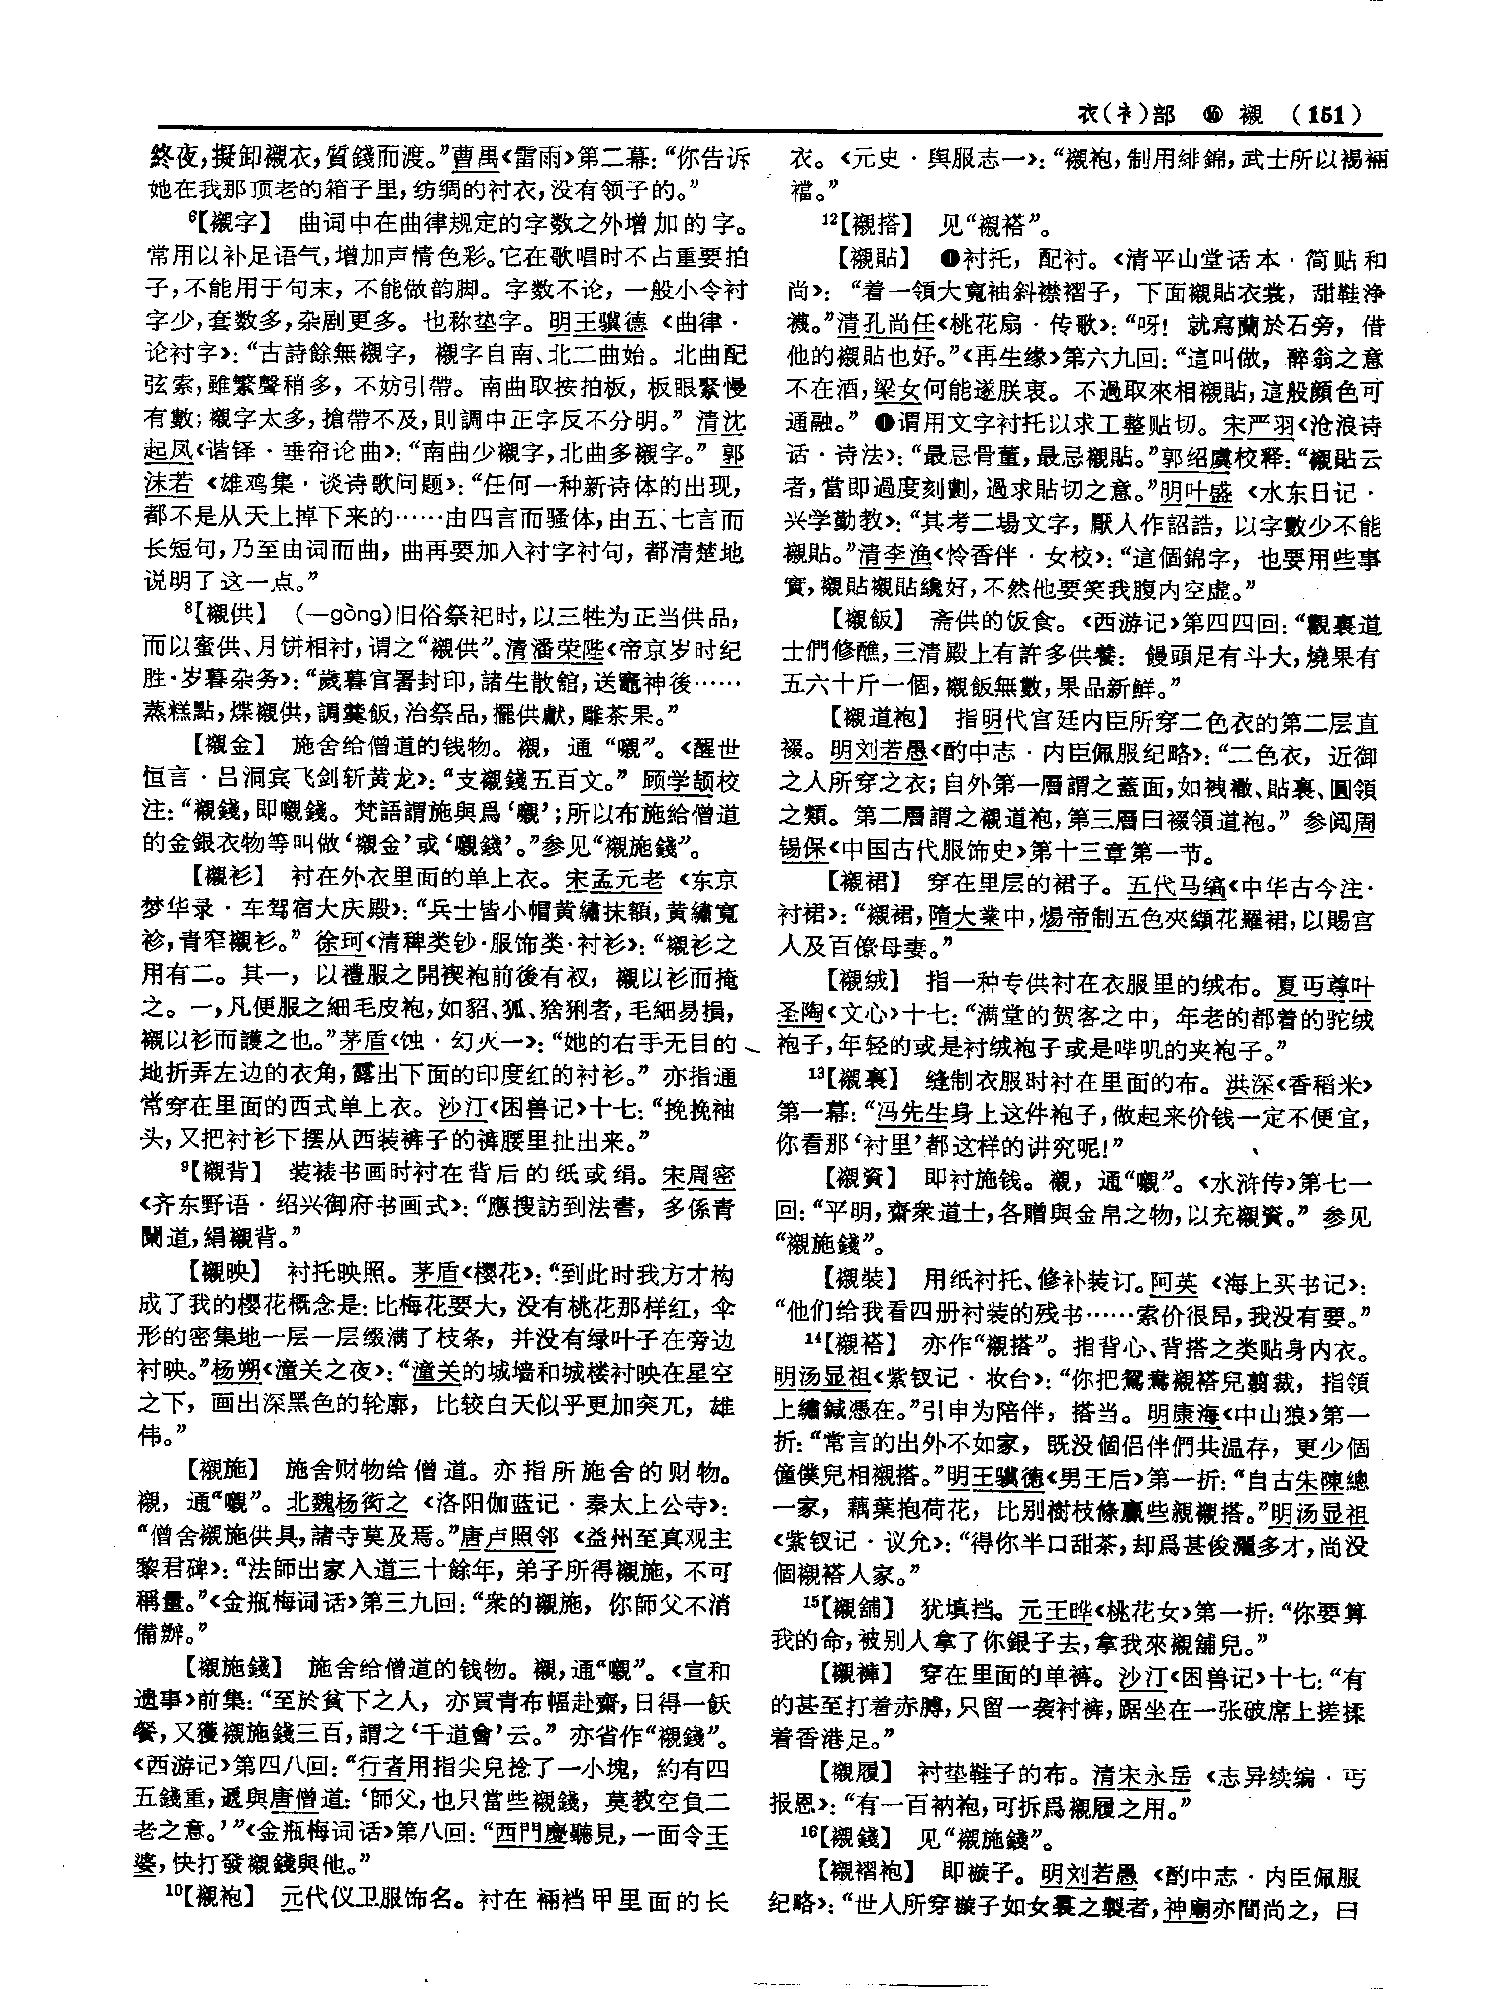 衣(衤)部 ⑯ 襯 (151)
終夜,擬卸襯衣,質錢而渡。”曹禺《雷雨》第二幕:“你告诉
她在我那顶老的箱子里,纺绸的衬衣,没有领子的。”
6【襯字】 曲词中在曲律规定的字数之外增加的字。
常用以补足语气,增加声情色彩。它在歌唱时不占重要拍
子,不能用于句末,不能做韵脚。字数不论,一般小令衬
字少,套数多,杂剧更多。也称垫字。明王骥德《曲律·
论衬字》:“古詩餘無襯字,襯字自南、北二曲始。北曲配
弦索,雖繁聲稍多,不妨引帶。南曲取按拍板,板眼緊慢
有數;襯字太多,搶帶不及,則調中正字反不分明。”清沈
起凤《谐铎·垂帘论曲》:“南曲少襯字,北曲多襯字。”郭
沫若《雄鸡集·谈诗歌问题》:“任何一种新诗体的出现,
都不是从天上掉下来的……由四言而骚体,由五、七言而
长短句,乃至由词而曲,曲再要加入衬字衬句,都清楚地
说明了这一点。”
8【襯供】 (—gòng)旧俗祭祀时,以三牲为正当供品,
而以蜜供、月饼相衬,谓之“襯供”。清潘荣陛《帝京岁时纪
胜·岁暮杂务》:“歲暮官署封印,諸生散館,送竈神後……
蒸糕點,煠襯供,調羹飯,治祭品,擺供獻,雕茶果。”
【襯金】 施舍给僧道的钱物。襯,通“嚫”。《醒世
恒言·吕洞宾飞剑斩黄龙》:“支襯錢五百文。”顾学颉校
注:“襯錢,即嚫錢。梵語謂施與爲‘嚫’;所以布施給僧道
的金銀衣物等叫做‘襯金’或‘嚫錢’。”参见“襯施錢”。
【襯衫】 衬在外衣里面的单上衣。宋孟元老《东京
梦华录·车驾宿大庆殿》:“兵士皆小帽黄繡抹額,黄繡寬
衫,青窄襯衫。”徐珂《清稗类钞·服饰类·衬衫》:“襯衫之
用有二。其一,以禮服之開禊袍前後有衩,襯以衫而掩
之。一,凡便服之細毛皮袍,如貂、狐、猞猁者,毛細易損,
襯以衫而護之也。”茅盾《蚀·幻灭一》:“她的右手无目的
地折弄左边的衣角,露出下面的印度红的衬衫。”亦指通
常穿在里面的西式单上衣。沙汀《困兽记》十七:“挽挽袖
头,又把衬衫下摆从西装裤子的裤腰里扯出来。”
9【襯背】 装裱书画时衬在背后的纸或绢。宋周密
《齐东野语·绍兴御府书画式》:“應搜訪到法書,多係青
闌道,絹襯背。”
【襯映】 衬托映照。茅盾《樱花》:“到此时我方才构
成了我的樱花概念是:比梅花要大,没有桃花那样红,伞
形的密集地一层一层缀满了枝条,并没有绿叶子在旁边
衬映。”杨朔《潼关之夜》:“潼关的城墙和城楼衬映在星空
之下,画出深黑色的轮廓,比较白天似乎更加突兀,雄
伟。”
【襯施】 施舍财物给僧道。亦指所施舍的财物。
襯,通“嚫”。北魏杨衒之《洛阳伽蓝记·秦太上公寺》:
“僧舍襯施供具,諸寺莫及焉。”唐卢照邻《益州至真观主
黎君碑》:“法師出家入道三十餘年,弟子所得襯施,不可
稱量。”《金瓶梅词话》第三九回:“衆的襯施,你師父不消
備辦。”
【襯施錢】 施舍给僧道的钱物。襯,通“嚫”。《宣和
遗事》前集:“至於貧下之人,亦買青布幅赴齋,日得一飫
餐,又獲襯施錢三百,謂之‘千道會’云。”亦省作“襯錢”。
《西游记》第四八回:“行者用指尖兒捻了一小塊,約有四
五錢重,遞與唐僧道:‘師父,也只當些襯錢,莫教空負二
老之意。’”《金瓶梅词话》第八回:“西門慶聽見,一面令王
婆,快打發襯錢與他。”
10【襯袍】 元代仪卫服饰名。衬在裲裆甲里面的长
衣。《元史·舆服志一》:“襯袍,制用緋錦,武士所以裼裲
襠。”
12【襯搭】 见“襯褡”。
【襯貼】 ❶衬托,配衬。《清平山堂话本·简贴和
尚》:“着一領大寬袖斜襟褶子,下面襯貼衣裳,甜鞋净
襪。”清孔尚任《桃花扇·传歌》:“呀!就寫蘭於石旁,借
他的襯貼也好。”《再生缘》第六九回:“這叫做,醉翁之意
不在酒,梁女何能遂朕衷。不過取來相襯貼,這般顔色可
通融。”❶谓用文字衬托以求工整贴切。宋严羽《沧浪诗
话·诗法》:“最忌骨董,最忌襯貼。”郭绍虞校释:“襯貼云
者,當即過度刻劃,過求貼切之意。”明叶盛《水东日记·
兴学勤教》:“其考二場文字,厭人作詔誥,以字數少不能
襯貼。”清李渔《怜香伴·女校》:“這個錦字,也要用些事
實,襯貼襯貼纔好,不然他要笑我腹内空虚。”
【襯飯】 斋供的饭食。《西游记》第四四回:“觀裏道
士們修醮,三清殿上有許多供養:饅頭足有斗大,燒果有
五六十斤一個,襯飯無數,果品新鮮。”
【襯道袍】 指明代宫廷内臣所穿二色衣的第二层直
裰。明刘若愚《酌中志·内臣佩服纪略》:“二色衣,近御
之人所穿之衣;自外第一層謂之蓋面,如袘𧞤、貼裏、圓領
之類。第二層謂之襯道袍,第三層曰裰領道袍。”参阅周
锡保《中国古代服饰史》第十三章第一节。
【襯裙】 穿在里层的裙子。五代马缟《中华古今注·
衬裙》:“襯裙,隋大業中,煬帝制五色夾纈花羅裙,以賜宫
人及百僚母妻。”
【襯绒】 指一种专供衬在衣服里的绒布。夏丏尊叶
圣陶《文心》十七:“满堂的贺客之中,年老的都着的驼绒
袍子,年轻的或是衬绒袍子或是哔叽的夹袍子。”
13【襯裏】 缝制衣服时衬在里面的布。洪深《香稻米》
第一幕:“冯先生身上这件袍子,做起来价钱一定不便宜,
你看那‘衬里’都这样的讲究呢!”
【襯資】 即衬施钱。襯,通“嚫”。《水浒传》第七一
回:“平明,齋衆道士,各贈與金帛之物,以充襯資。”参见
“襯施錢”。
【襯裝】 用纸衬托、修补装订。阿英《海上买书记》:
“他们给我看四册衬装的残书……索价很昂,我没有要。”
14【襯褡】 亦作“襯搭”。指背心、背搭之类贴身内衣。
明汤显祖《紫钗记·妆台》:“你把鴛鴦襯褡兒翦裁,指領
上繡鍼憑在。”引申为陪伴,搭当。明康海《中山狼》第一
折:“常言的出外不如家,既没個侣伴們共温存,更少個
僮僕兒相襯搭。”明王骥德《男王后》第一折:“自古朱陳總
一家,藕葉抱荷花,比别樹枝條贏些親襯搭。”明汤显祖
《紫钗记·议允》:“得你半口甜茶,却爲甚俊灑多才,尚没
個襯褡人家。”
15【襯鋪】 犹填挡。元王晔《桃花女》第一折:“你要算
我的命,被别人拿了你銀子去,拿我來襯鋪兒。”
【襯褲】 穿在里面的单裤。沙汀《困兽记》十七:“有
的甚至打着赤膊,只留一袭衬裤,踞坐在一张破席上搓揉
着香港足。”
【襯履】 衬垫鞋子的布。清宋永岳《志异续编·丐
报恩》:“有一百衲袍,可拆爲襯履之用。”
16【襯錢】 见“襯施錢”。
【襯褶袍】 即𧞤子。明刘若愚《酌中志·内臣佩服
纪略》:“世人所穿𧞤子如女裙之製者,神廟亦間尚之,曰